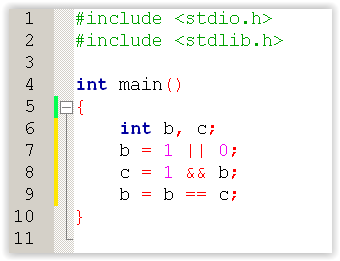 1 #include <stdio.h>
2 #include <stdlib.h>
3
4 int main()
5 {
6     int b, c;
7     b = 1 || 0;
8     c = 1 && b;
9     b = b == c;
10 }
11